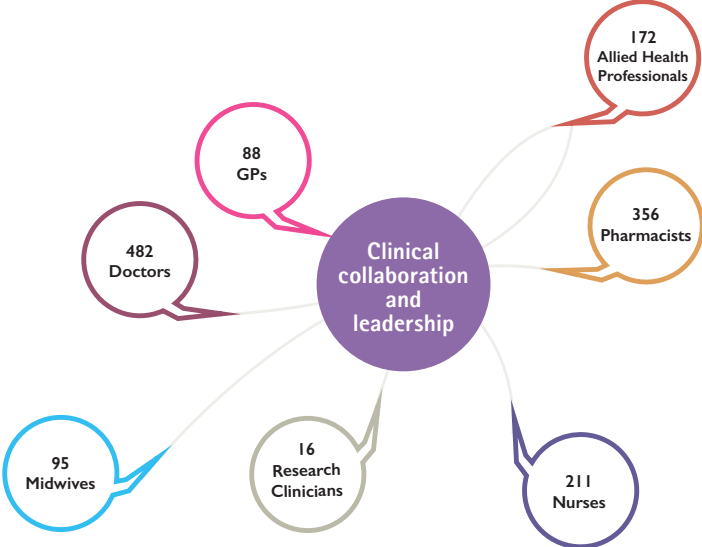 172
Allied Health
Professionals
88
GPs
356
Pharmacists
482
Doctors
Clinical
collaboration
and
leadership
95
Midwives
16
Research
Clinicians
211
Nurses